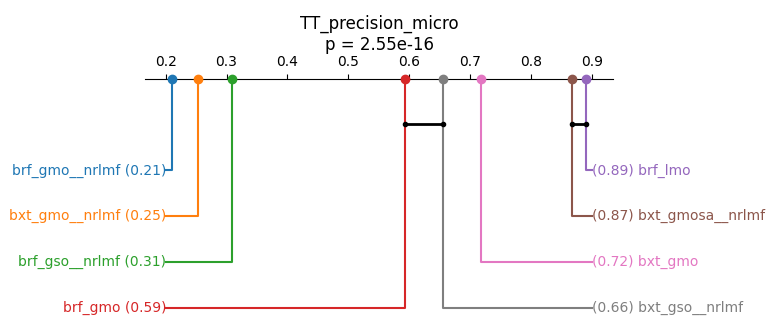 TT_precision_micro
p = 2.55e-16
0.2 0.3 0.4 0.5 0.6 0.7 0.8 0.9
brf_gmo__nrlmf (0.21) (0.89) brf_lmo
bxt_gmo__nrlmf (0.25) (0.87) bxt_gmosa__nrlmf
brf_gso__nrlmf (0.31) (0.72) bxt_gmo
brf_gmo (0.59) (0.66) bxt_gso__nrlmf